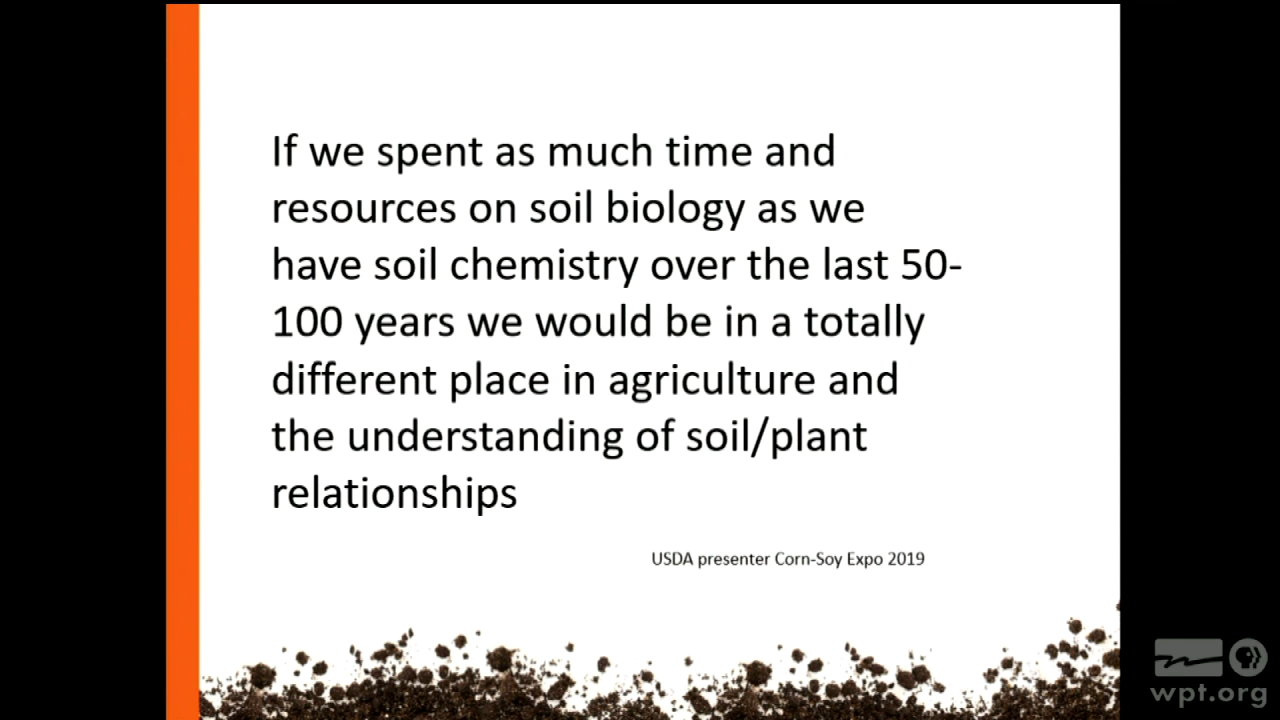 If we spent as much time and
resources on soil biology as we
have soil chemistry over the last 50-
100 years we would be in a totally
different place in agriculture and
the understanding of soil/plant
relationships
USDA presenter Corn-Soy Expo 2019
wpt.org